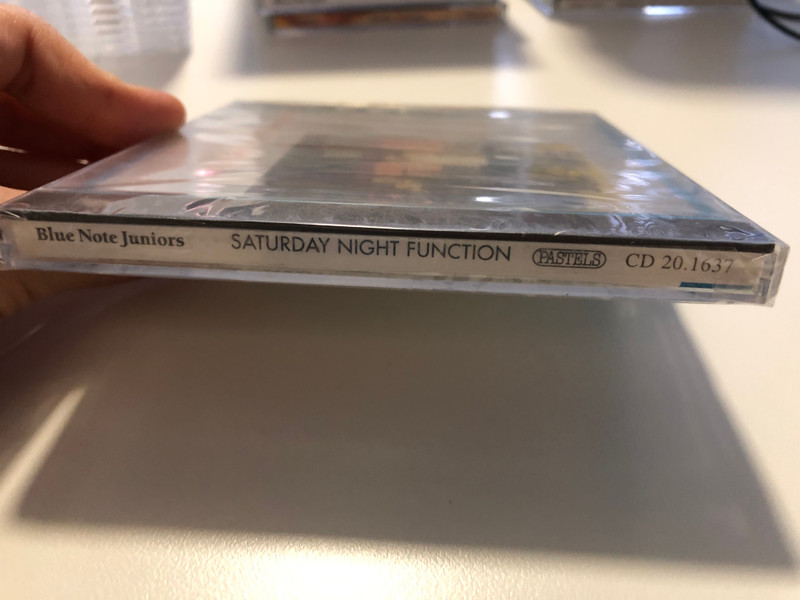 Blue Note Juniors SATURDAY NIGHT FUNCTION PASTELS CD 20.1637